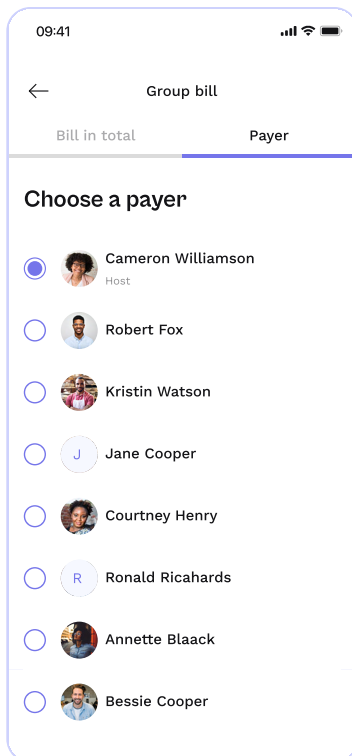 09:41
Group bill
Bill in total
Payer
Choose a payer
Cameron Williamson
Host
Robert Fox
Kristin Watson
J
Jane Cooper
Courtney Henry
R
Ronald Ricahards
Annette Blaack
Bessie Cooper